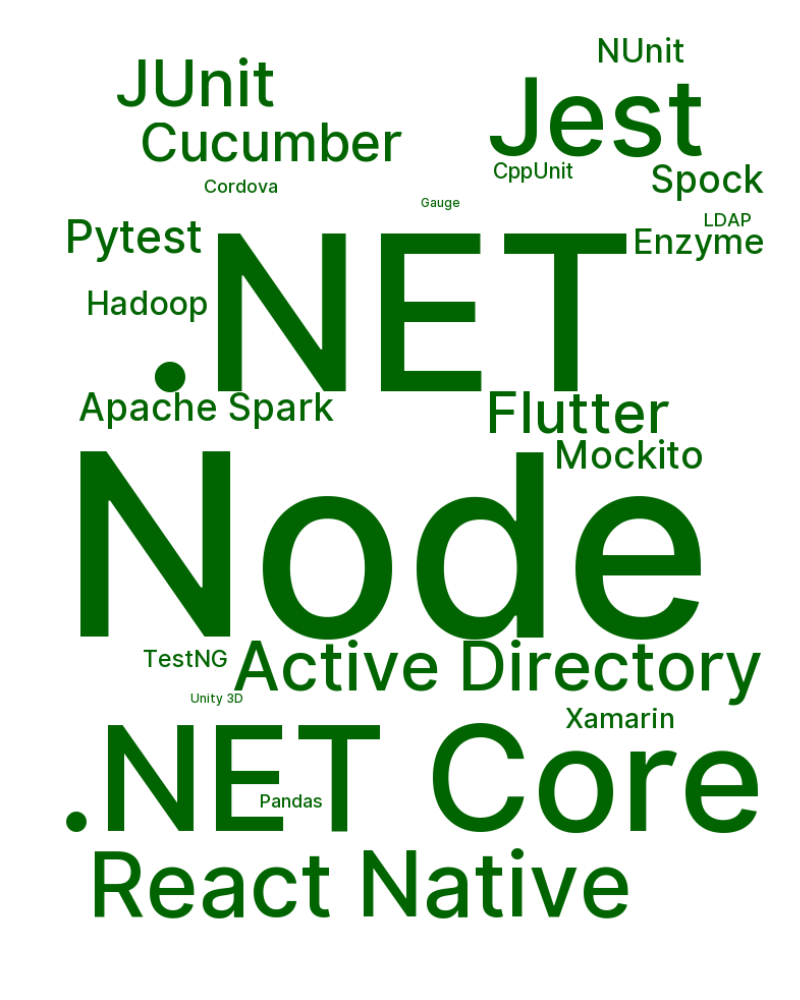 NUnit
JUnit
Jest
Cucumber
CppUnit
Spock
Cordova
Gauge
LDAP
Pytest
Enzyme
.NET
Hadoop
Apache Spark
Flutter
Mockito
Node
TestNG
Active Directory
Unity 3D
Xamarin
.NET Core
Pandas
React Native